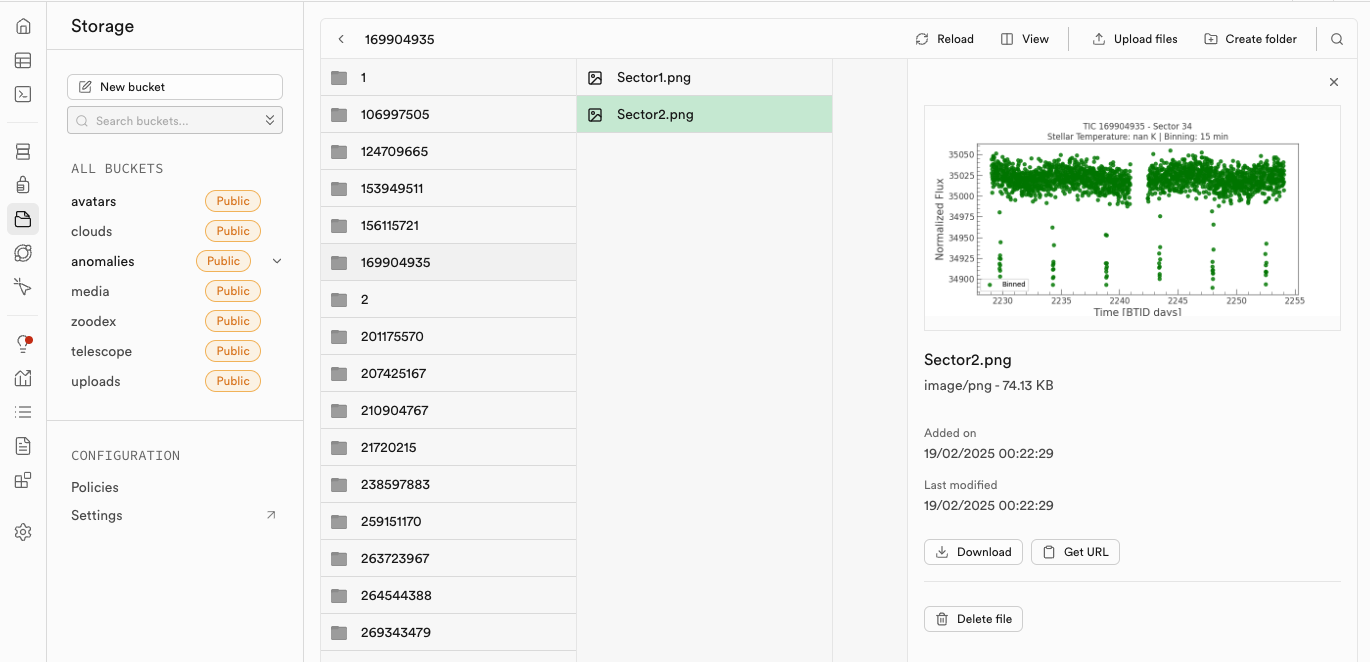 Storage
New bucket
Search buckets...
ALL BUCKETS
avatars Public
clouds Public
anomalies Public
media Public
zoodex Public
telescope Public
uploads Public
CONFIGURATION
Policies
Settings
169904935
Reload View Upload files Create folder
1
106997505
124709665
153949511
156115721
169904935
2
201175570
207425167
210904767
21720215
238597883
259151170
263723967
264544388
269343479
Sector1.png
Sector2.png
TIC 169904935 - Sector 34
Stellar Temperature: nan K | Binning: 15 min
Normalized Flux
35050
35025
35000
34975
34950
34925
34900
Binned
2230 2235 2240 2245 2250 2255
Time [BTJD days]
Sector2.png
image/png - 74.13 KB
Added on
19/02/2025 00:22:29
Last modified
19/02/2025 00:22:29
Download Get URL
Delete file